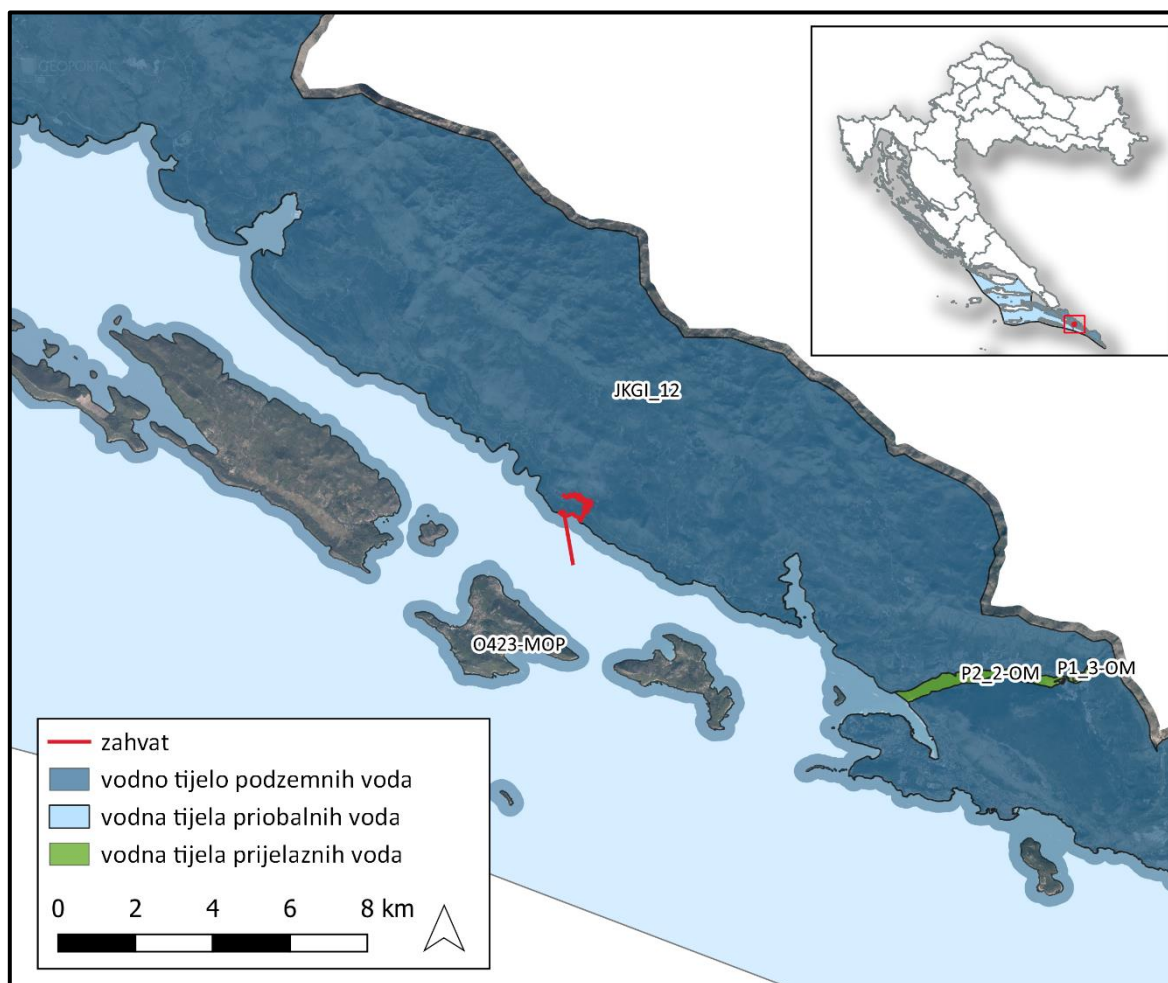 GEOPORTAL
JKGI_12
O423-MOP
P2_2-OM
P1_3-OM
zahvat
vodno tijelo podzemnih voda
vodna tijela priobalnih voda
vodna tijela prijelaznih voda
0 2 4 6 8 km